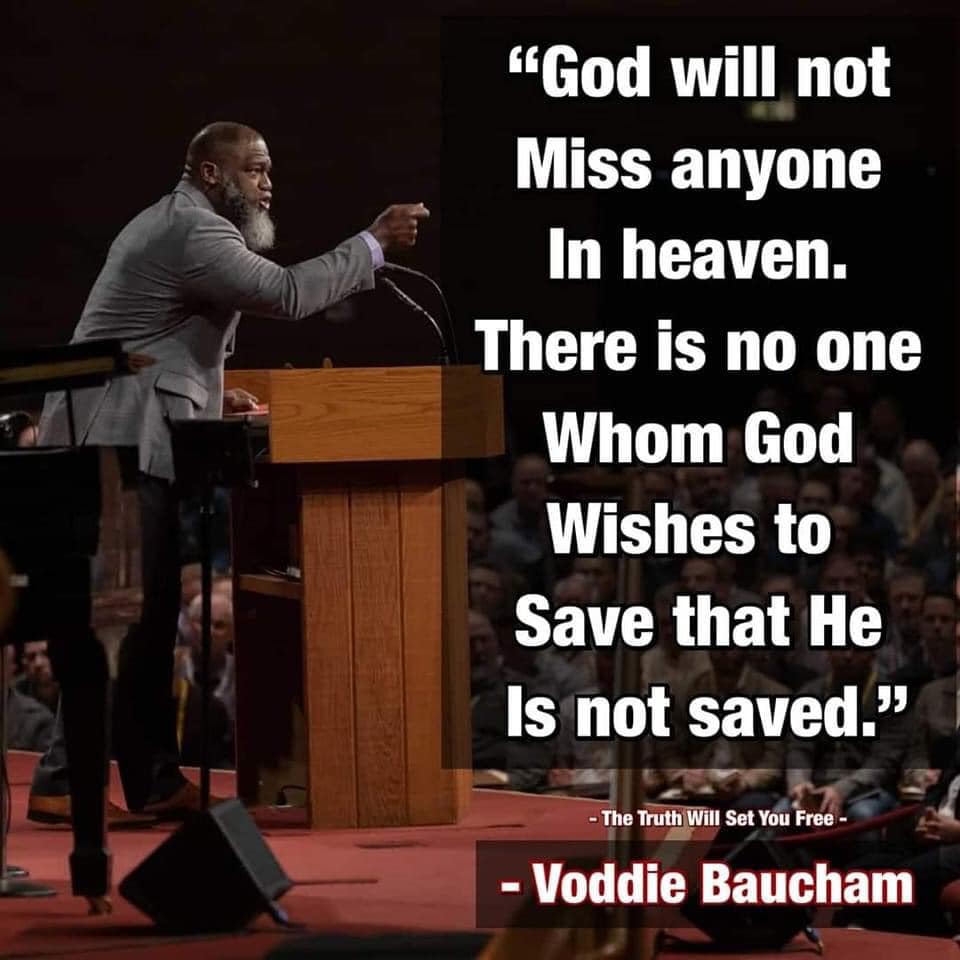 “God will not
Miss anyone
In heaven.
There is no one
Whom God
Wishes to
Save that He
Is not saved.”
- The Truth Will Set You Free -
- Voddie Baucham